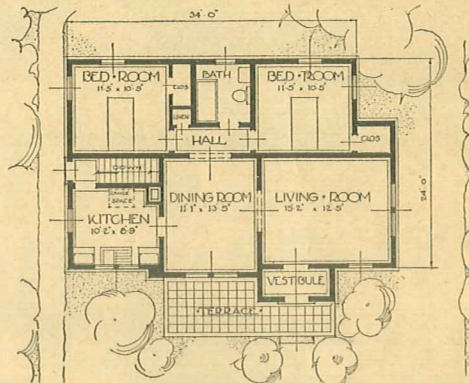 34'-0"
BED-ROOM
11'-5" x 10'-5"
CLOS
BATH
BED-ROOM
11'-5" x 10'-5"
LINEN
HALL
CLOS
DOWN
24'-0"
RANGE
SPACE
KITCHEN
10'-2" x 8'-9"
DINING ROOM
11'-1" x 13'-5"
LIVING-ROOM
15'-2" x 12'-5"
VESTIBULE
TERRACE